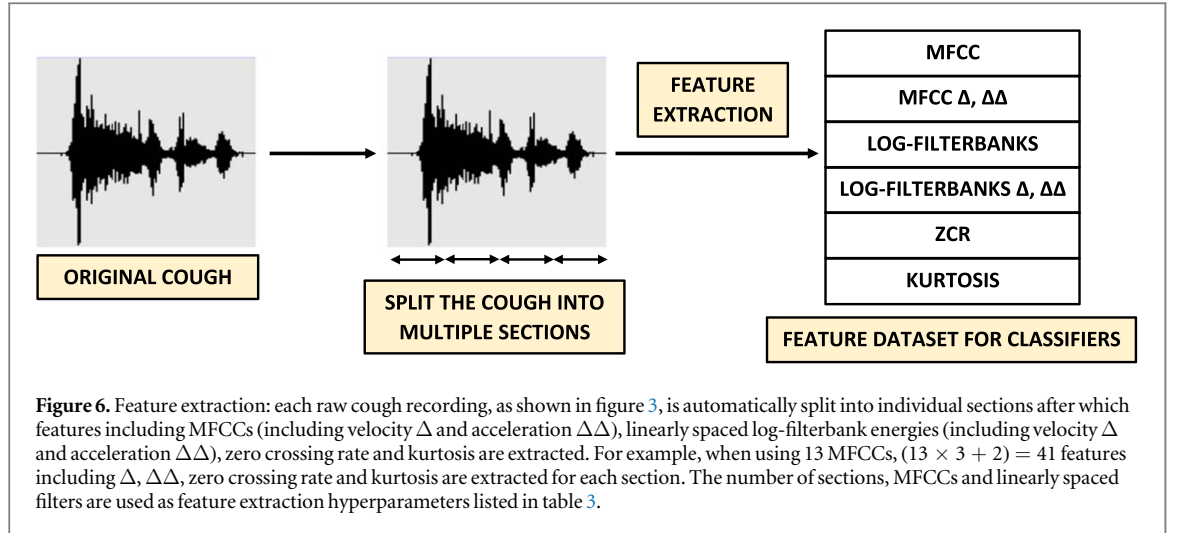 ORIGINAL COUGH
SPLIT THE COUGH INTO
MULTIPLE SECTIONS
FEATURE
EXTRACTION
MFCC
MFCC Δ, ΔΔ
LOG-FILTERBANKS
LOG-FILTERBANKS Δ, ΔΔ
ZCR
KURTOSIS
FEATURE DATASET FOR CLASSIFIERS
Figure 6. Feature extraction: each raw cough recording, as shown in figure 3, is automatically split into individual sections after which
features including MFCCs (including velocity Δ and acceleration ΔΔ), linearly spaced log-filterbank energies (including velocity Δ
and acceleration ΔΔ), zero crossing rate and kurtosis are extracted. For example, when using 13 MFCCs, (13 × 3 + 2) = 41 features
including Δ, ΔΔ, zero crossing rate and kurtosis are extracted for each section. The number of sections, MFCCs and linearly spaced
filters are used as feature extraction hyperparameters listed in table 3.